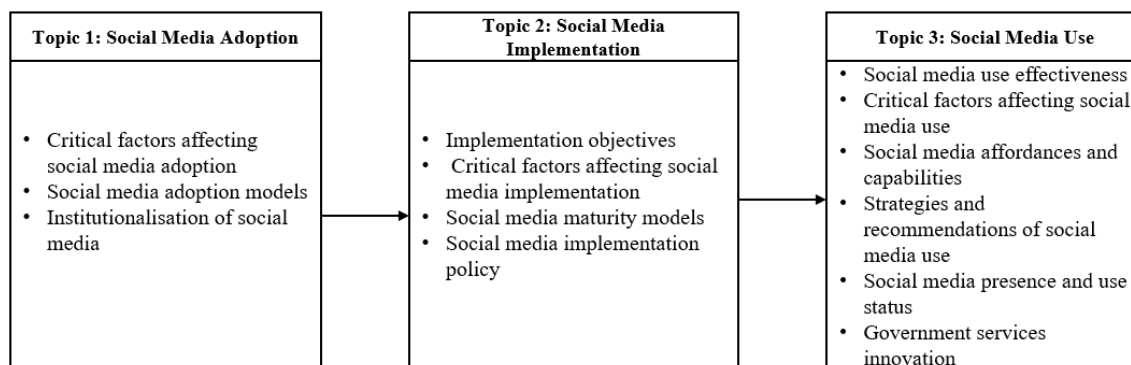 Topic 1: Social Media Adoption
• Critical factors affecting
social media adoption
• Social media adoption models
• Institutionalisation of social
media
Topic 2: Social Media
Implementation
• Implementation objectives
• Critical factors affecting social
media implementation
• Social media maturity models
• Social media implementation
policy
Topic 3: Social Media Use
• Social media use effectiveness
• Critical factors affecting social
media use
• Social media affordances and
capabilities
• Strategies and
recommendations of social
media use
• Social media presence and use
status
• Government services
innovation